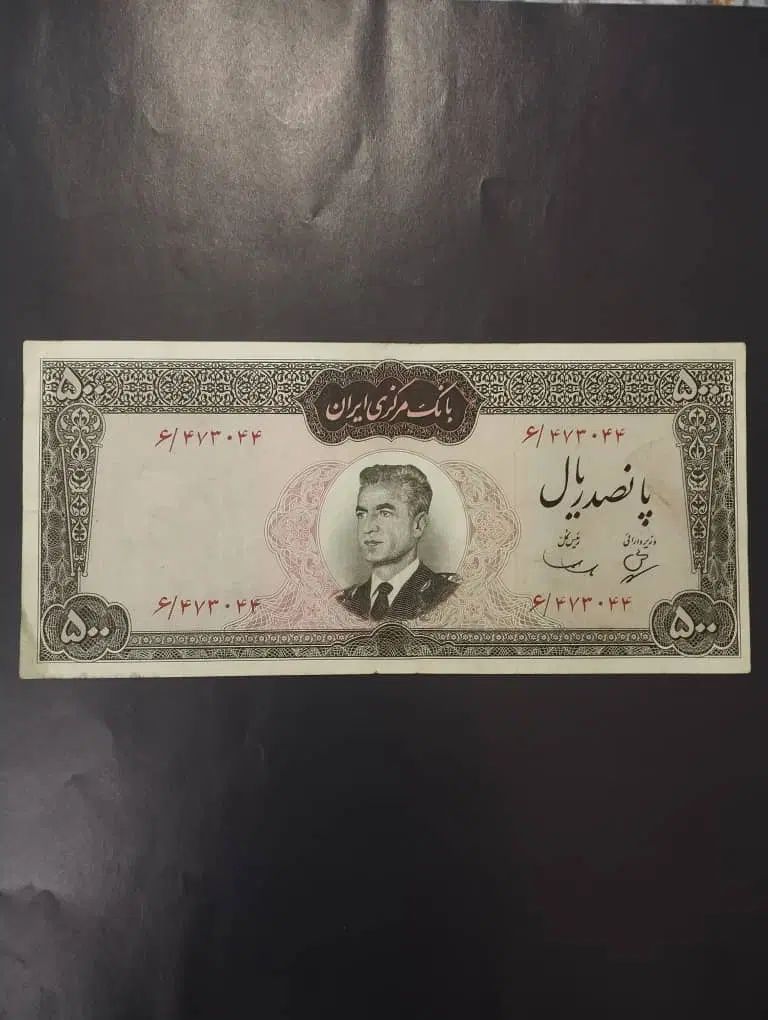 ۵۰۰ ۵۰۰
بانک مرکزی ایران
۶/۴۷۳۰۴۴ ۶/۴۷۳۰۴۴
پانصد ریال
وزیر دارائی رئیس کل
۶/۴۷۳۰۴۴ ۶/۴۷۳۰۴۴
۵۰۰ ۵۰۰